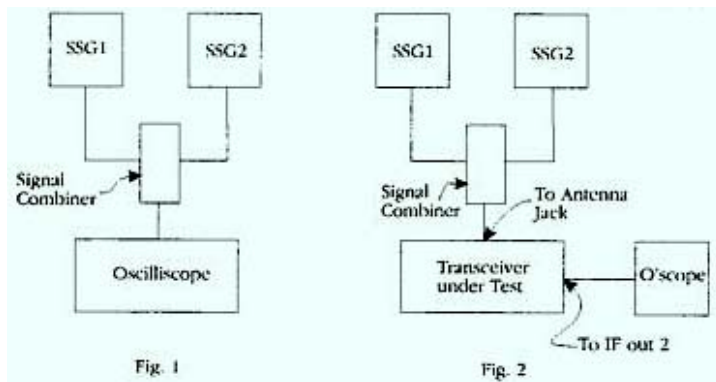 SSG1
SSG2
Signal
Combiner
Oscilliscope
Fig. 1
SSG1
SSG2
Signal
Combiner
To Antenna
Jack
Transceiver
under Test
O'scope
To IF out 2
Fig. 2